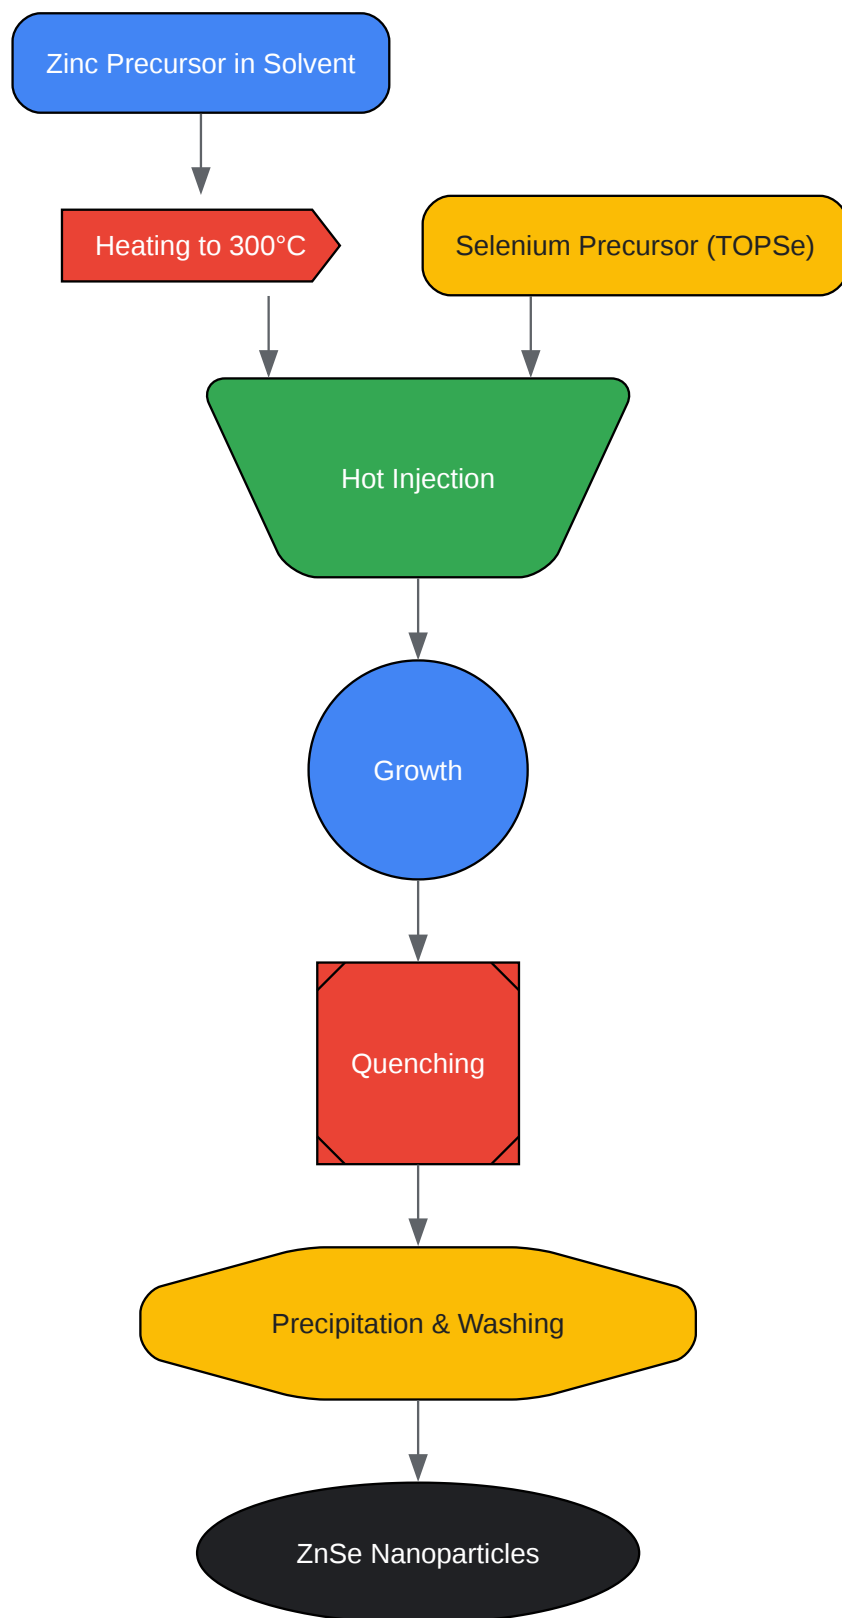 Zinc Precursor in Solvent
Heating to 300°C
Selenium Precursor (TOPSe)
Hot Injection
Growth
Quenching
Precipitation & Washing
ZnSe Nanoparticles